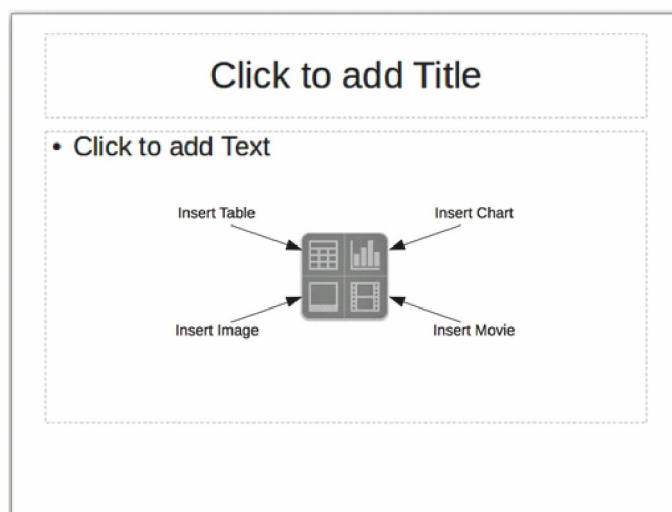 Click to add Title
• Click to add Text
Insert Table
Insert Chart
Insert Image
Insert Movie